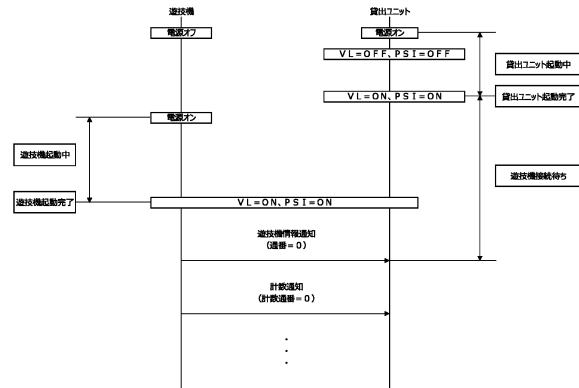 遊技機
貸出ユニット
電源オフ
電源オン
VL=OFF、PSI=OFF
貸出ユニット起動中
VL=ON、PSI=ON
貸出ユニット起動完了
電源オン
遊技機起動中
遊技機接続待ち
遊技機起動完了
VL=ON、PSI=ON
遊技機情報通知
(通番=0)
計数通知
(計数通番=0)